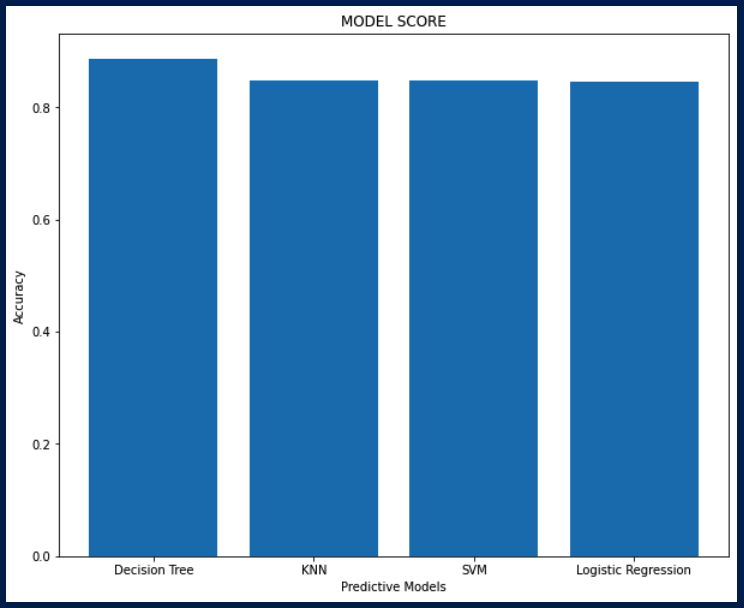 MODEL SCORE
Accuracy
0.8
0.6
0.4
0.2
0.0
Decision Tree KNN SVM Logistic Regression
Predictive Models